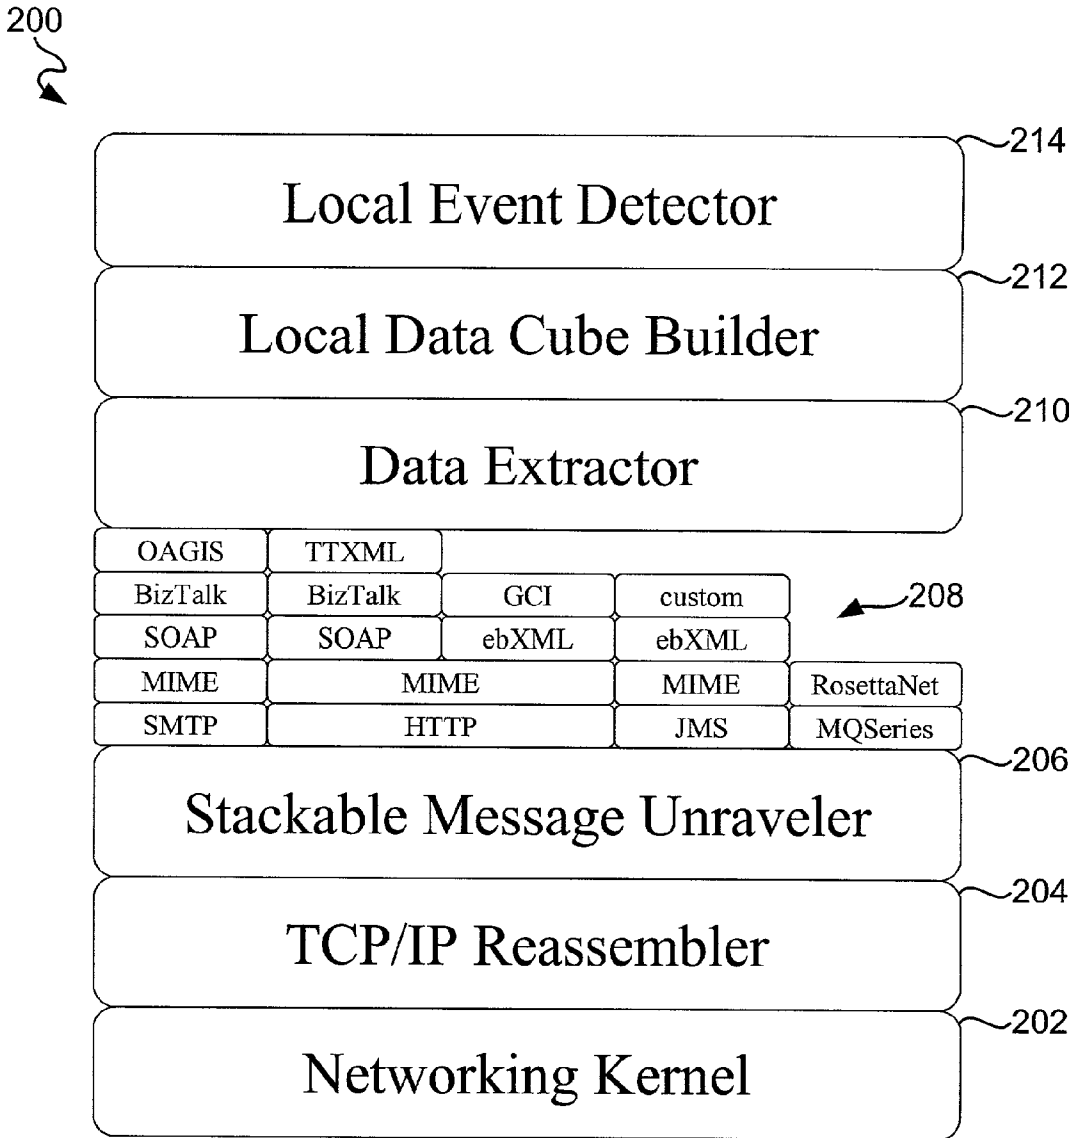 200
214
Local Event Detector
212
Local Data Cube Builder
210
Data Extractor
OAGIS TTXML
BizTalk BizTalk GCI custom 208
SOAP SOAP ebXML ebXML
MIME MIME MIME RosettaNet
SMTP HTTP JMS MQSeries
206
Stackable Message Unraveler
204
TCP/IP Reassembler
202
Networking Kernel